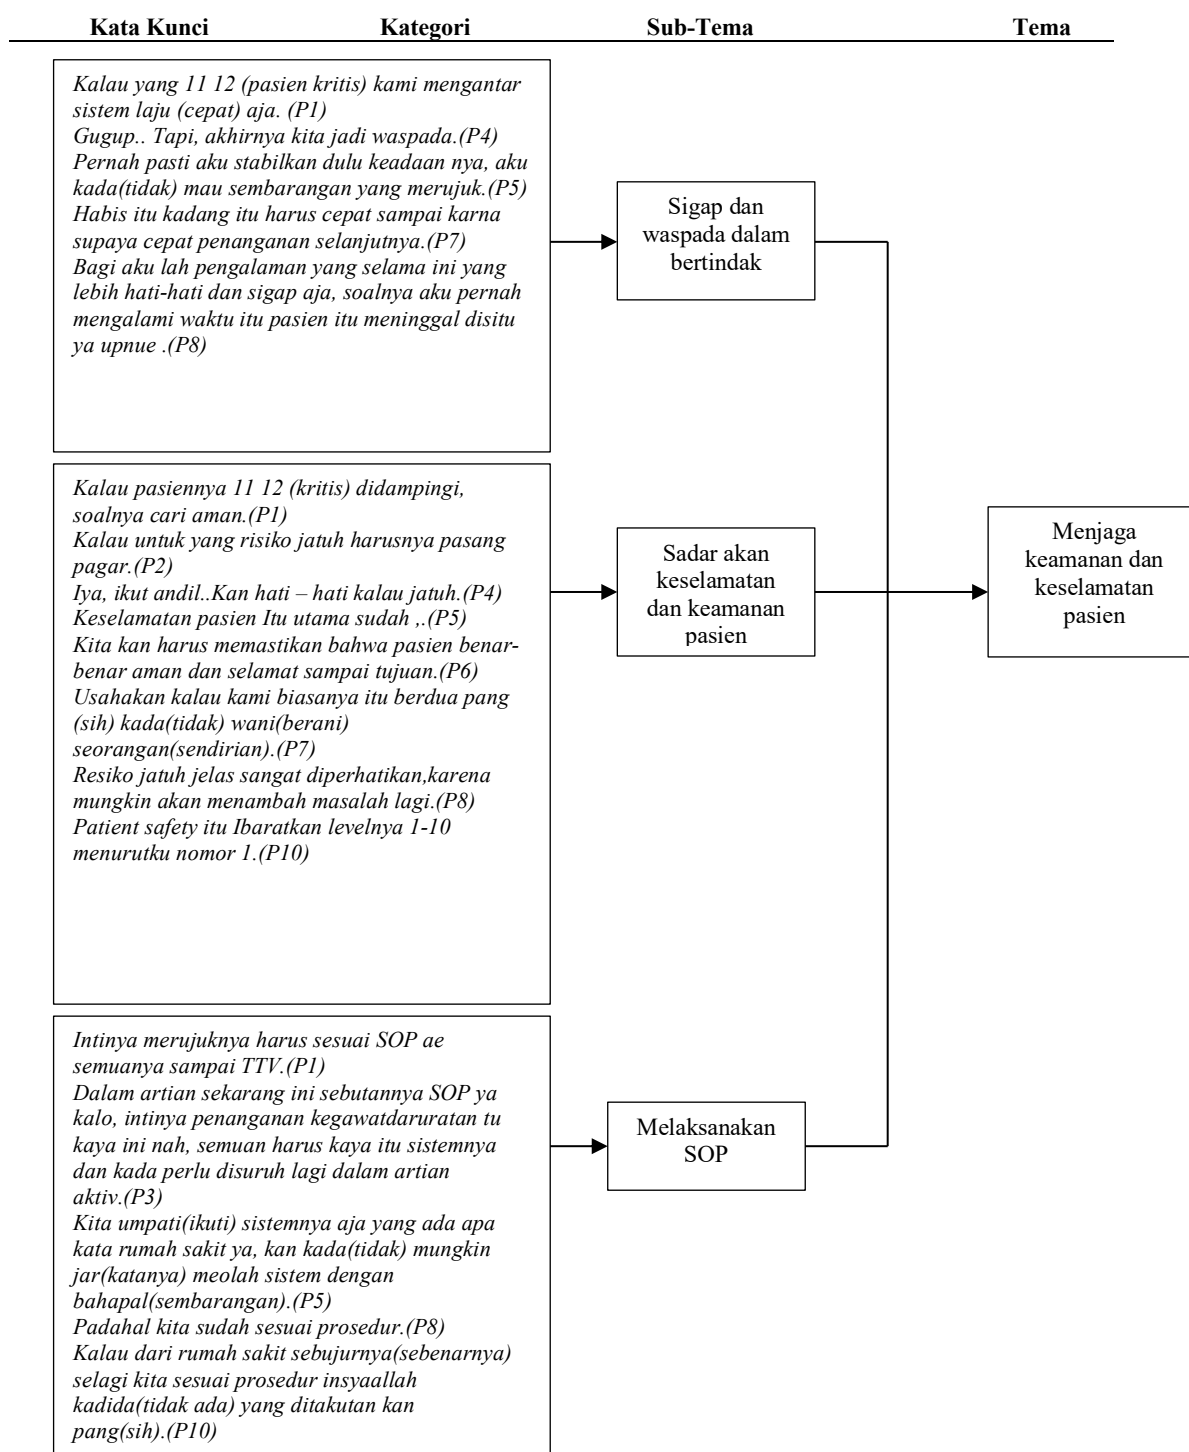 Kata Kunci Kategori Sub-Tema Tema
Kalau yang 11 12 (pasien kritis) kami mengantar
sistem laju (cepat) aja. (P1)
Gugup.. Tapi, akhirnya kita jadi waspada.(P4)
Pernah pasti aku stabilkan dulu keadaan nya, aku
kada(tidak) mau sembarangan yang merujuk.(P5)
Habis itu kadang itu harus cepat sampai karna
supaya cepat penanganan selanjutnya.(P7)
Bagi aku lah pengalaman yang selama ini yang
lebih hati-hati dan sigap aja, soalnya aku pernah
mengalami waktu itu pasien itu meninggal disitu
ya upnue .(P8)
Sigap dan
waspada dalam
bertindak
Kalau pasiennya 11 12 (kritis) didampingi,
soalnya cari aman.(P1)
Kalau untuk yang risiko jatuh harusnya pasang
pagar.(P2)
Iya, ikut andil..Kan hati – hati kalau jatuh.(P4)
Keselamatan pasien Itu utama sudah ,.(P5)
Kita kan harus memastikan bahwa pasien benar-
benar aman dan selamat sampai tujuan.(P6)
Usahakan kalau kami biasanya itu berdua pang
(sih) kada(tidak) wani(berani)
seorangan(sendirian).(P7)
Resiko jatuh jelas sangat diperhatikan,karena
mungkin akan menambah masalah lagi.(P8)
Patient safety itu Ibaratkan levelnya 1-10
menurutku nomor 1.(P10)
Sadar akan
keselamatan
dan keamanan
pasien
Menjaga
keamanan dan
keselamatan
pasien
Intinya merujuknya harus sesuai SOP ae
semuanya sampai TTV.(P1)
Dalam artian sekarang ini sebutannya SOP ya
kalo, intinya penanganan kegawatdaruratan tu
kaya ini nah, semuan harus kaya itu sistemnya
dan kada perlu disuruh lagi dalam artian
aktiv.(P3)
Kita umpati(ikuti) sistemnya aja yang ada apa
kata rumah sakit ya, kan kada(tidak) mungkin
jar(katanya) meolah sistem dengan
bahapal(sembarangan).(P5)
Padahal kita sudah sesuai prosedur.(P8)
Kalau dari rumah sakit sebujurnya(sebenarnya)
selagi kita sesuai prosedur insyaallah
kadida(tidak ada) yang ditakutan kan
pang(sih).(P10)
Melaksanakan
SOP